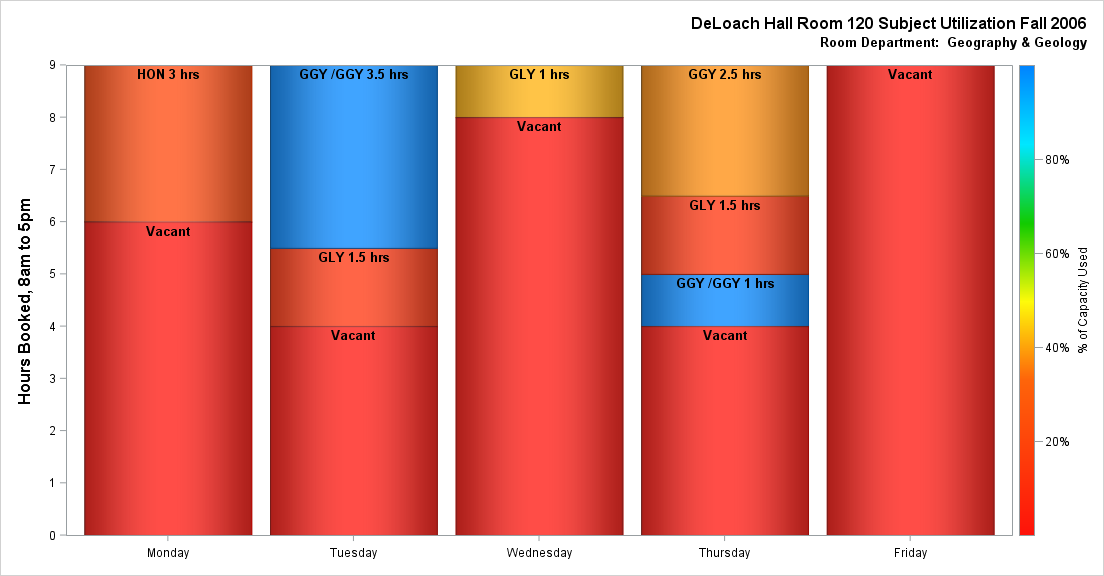 DeLoach Hall Room 120 Subject Utilization Fall 2006
Room Department:  Geography & Geology
Hours Booked, 8am to 5pm
9
8
7
6
5
4
3
2
1
0
HON 3 hrs
Vacant
GGY /GGY 3.5 hrs
GLY 1.5 hrs
Vacant
GLY 1 hrs
Vacant
GGY 2.5 hrs
GLY 1.5 hrs
GGY /GGY 1 hrs
Vacant
Vacant
Monday
Tuesday
Wednesday
Thursday
Friday
80%
60%
40%
20%
% of Capacity Used